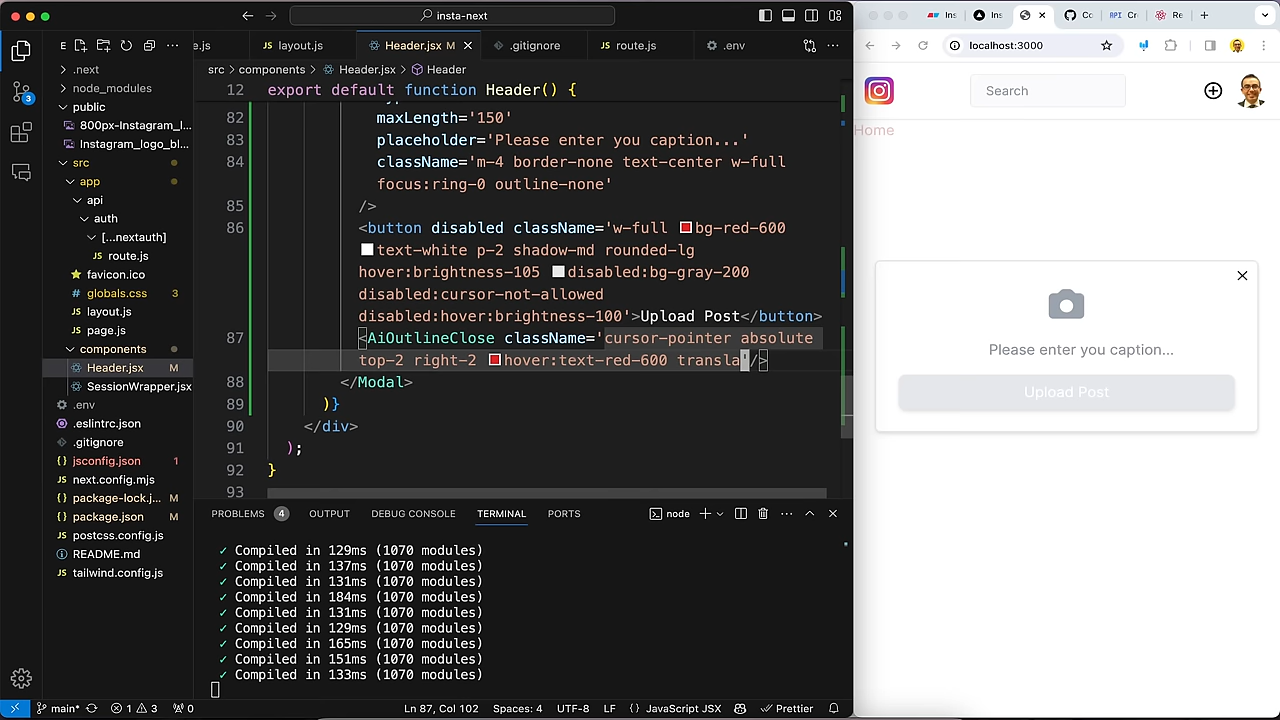 insta-next
e.js
layout.js
Header.jsx M
.gitignore
route.js
.env
src > components > Header.jsx > Header
E
.next
node_modules
public
800px-Instagram_l...
Instagram_logo_bl...
src
app
api
auth
[...nextauth]
route.js
favicon.ico
globals.css 3
layout.js
page.js
components
Header.jsx M
SessionWrapper.jsx
.env
.eslintrc.json
.gitignore
jsconfig.json 1
next.config.mjs
package-lock.j... M
package.json M
postcss.config.js
README.md
tailwind.config.js
3
12 export default function Header() {
82 maxLength='150'
83 placeholder='Please enter you caption...'
84 className='m-4 border-none text-center w-full
focus:ring-0 outline-none'
85 />
86 <button disabled className='w-full bg-red-600
text-white p-2 shadow-md rounded-lg
hover:brightness-105 disabled:bg-gray-200
disabled:cursor-not-allowed
disabled:hover:brightness-100'>Upload Post</button>
87 <AiOutlineClose className='cursor-pointer absolute
top-2 right-2 hover:text-red-600 transla'/>
88 </Modal>
89 )}
90 </div>
91 );
92 }
93
PROBLEMS 4 OUTPUT DEBUG CONSOLE TERMINAL PORTS
node
✓ Compiled in 129ms (1070 modules)
✓ Compiled in 137ms (1070 modules)
✓ Compiled in 131ms (1070 modules)
✓ Compiled in 184ms (1070 modules)
✓ Compiled in 131ms (1070 modules)
✓ Compiled in 129ms (1070 modules)
✓ Compiled in 165ms (1070 modules)
✓ Compiled in 151ms (1070 modules)
✓ Compiled in 133ms (1070 modules)
main* 1 3 0 Ln 87, Col 102 Spaces: 4 UTF-8 LF {} JavaScript JSX Prettier
Ins
Ins
Co
API Cr
Re
localhost:3000
Search
Home
Please enter you caption...
Upload Post